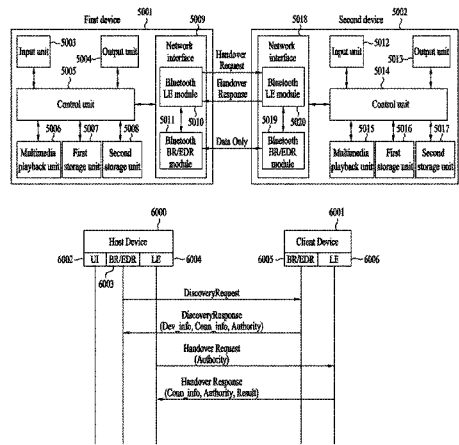 First device
5001
5009
5018
Second device
5002
5003
Input unit
5004
Output unit
5005
Control unit
5006
5007
5008
Multimedia playback unit
First storage unit
Second storage unit
Network interface
Bluetooth LE module
5010
5011
Bluetooth BR/EDR module
Handover Request
Handover Response
Data Only
Network interface
Bluetooth LE module
5019
5020
Bluetooth BR/EDR module
5012
Input unit
5013
Output unit
5014
Control unit
5015
5016
5017
Multimedia playback unit
First storage unit
Second storage unit
6000
Host Device
6002
UI
BR/EDR
LE
6003
6004
6001
Client Device
6005
BR/EDR
LE
6006
DiscoveryRequest
DiscoveryResponse
(Dev_info, Conn_info, Authority)
Handover Request
(Authority)
Handover Response
(Conn_info, Authority, Result)